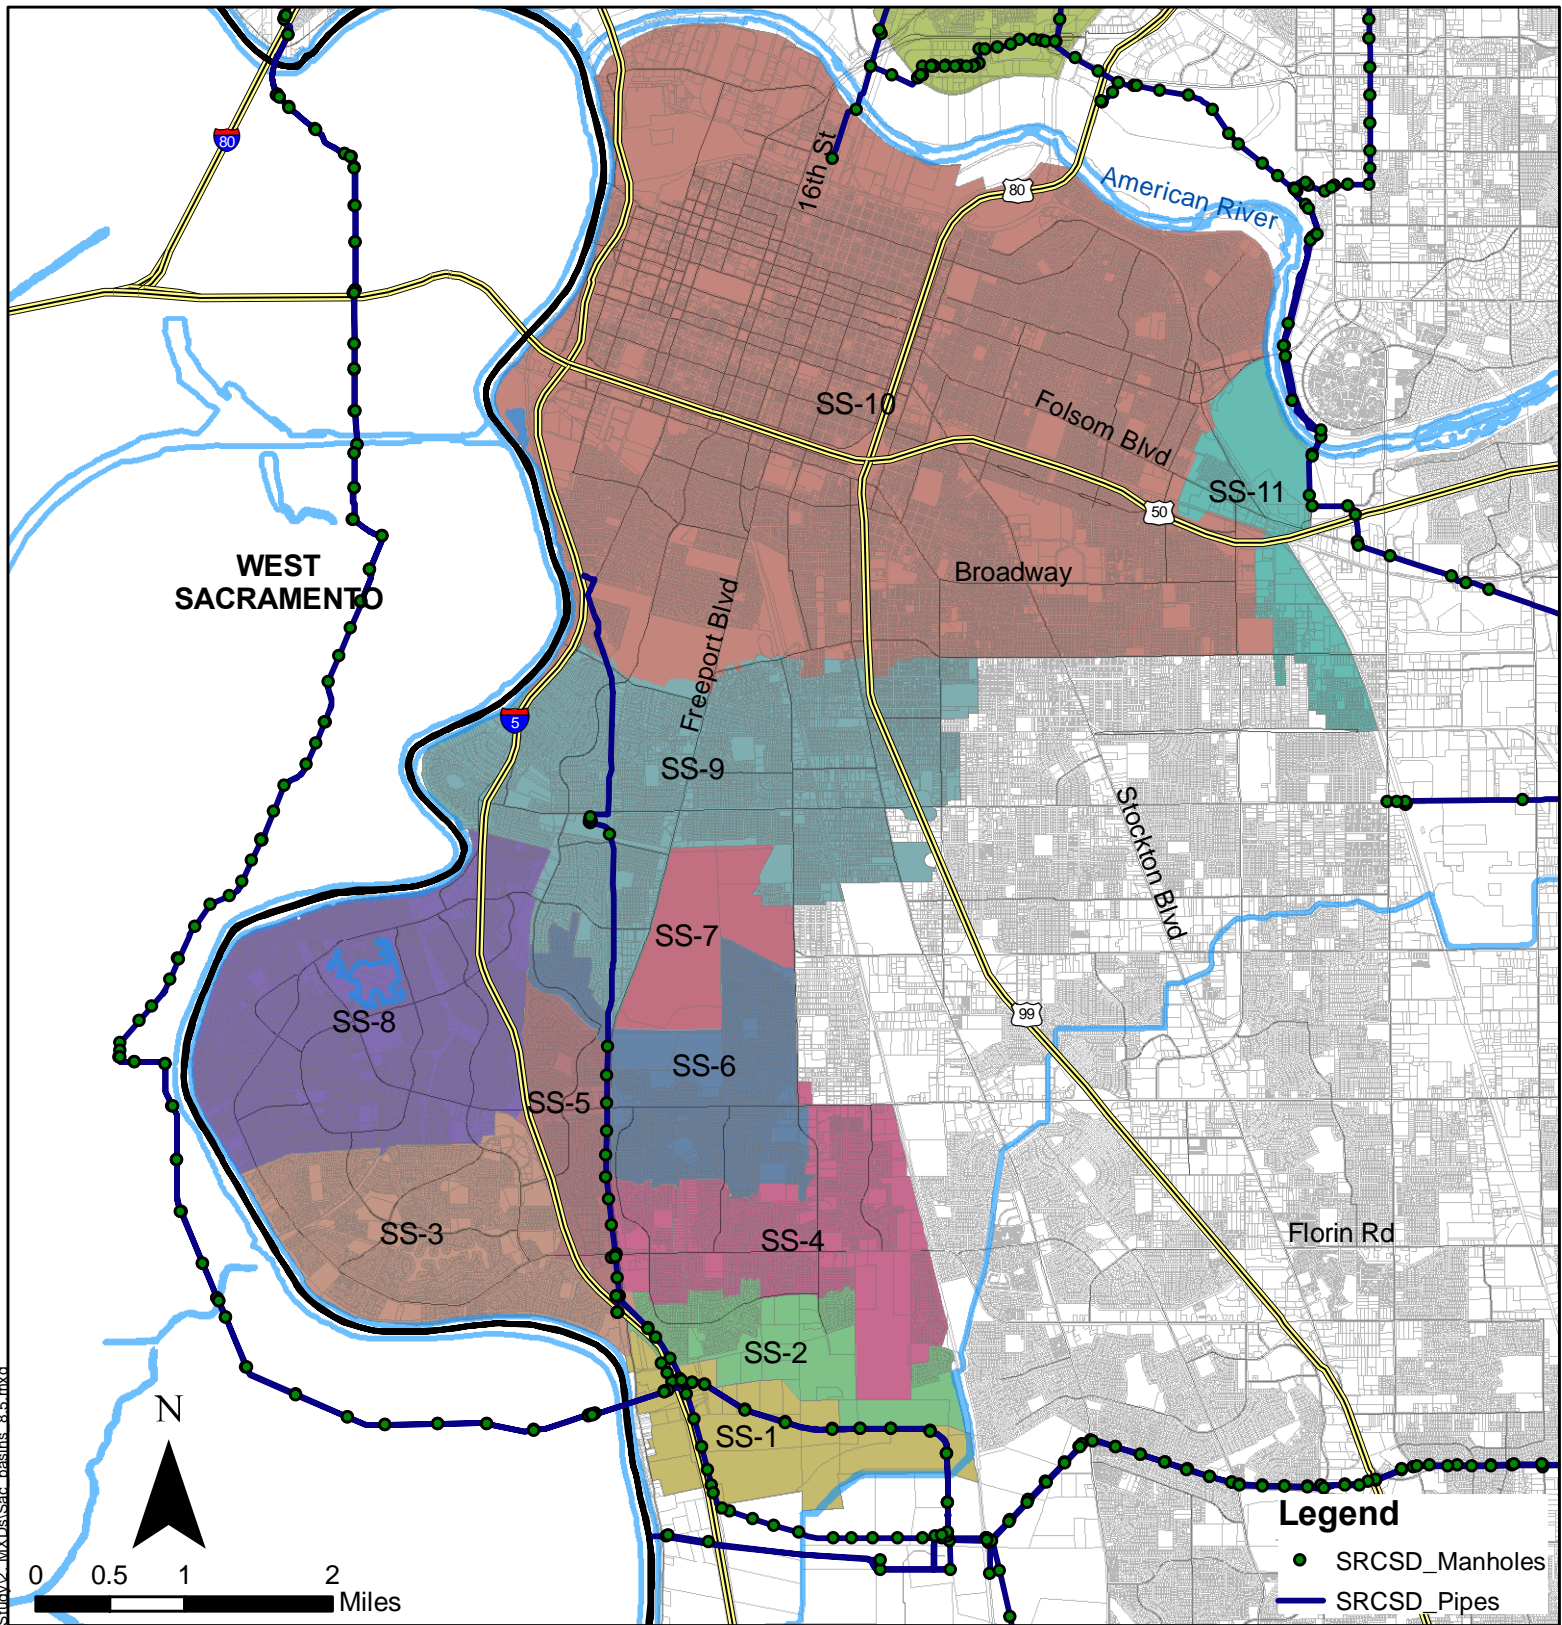 80
16th St
80
American River
SS-10
Folsom Blvd
SS-11
50
WEST
SACRAMENTO
Broadway
Freeport Blvd
5
SS-9
Stockton Blvd
SS-7
99
SS-8
SS-6
SS-5
SS-3
SS-4
Florin Rd
SS-2
SS-1
N
Legend
SRCSD_Manholes
SRCSD_Pipes
0 0.5 1 2
Miles